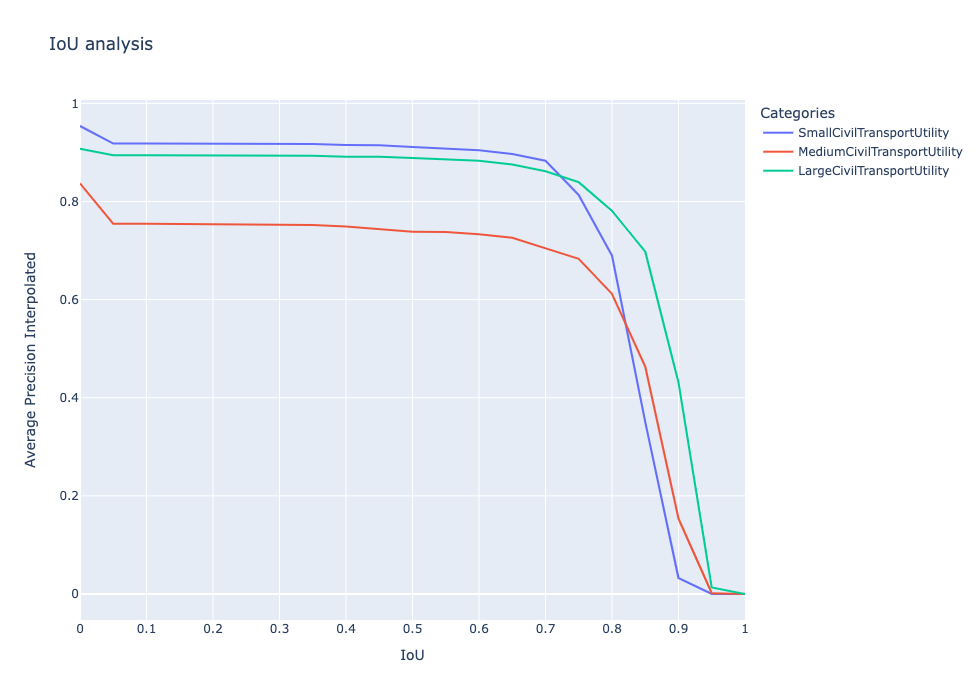 IoU analysis
Categories
SmallCivilTransportUtility
MediumCivilTransportUtility
LargeCivilTransportUtility
Average Precision Interpolated
1
0.8
0.6
0.4
0.2
0
0 0.1 0.2 0.3 0.4 0.5 0.6 0.7 0.8 0.9 1
IoU